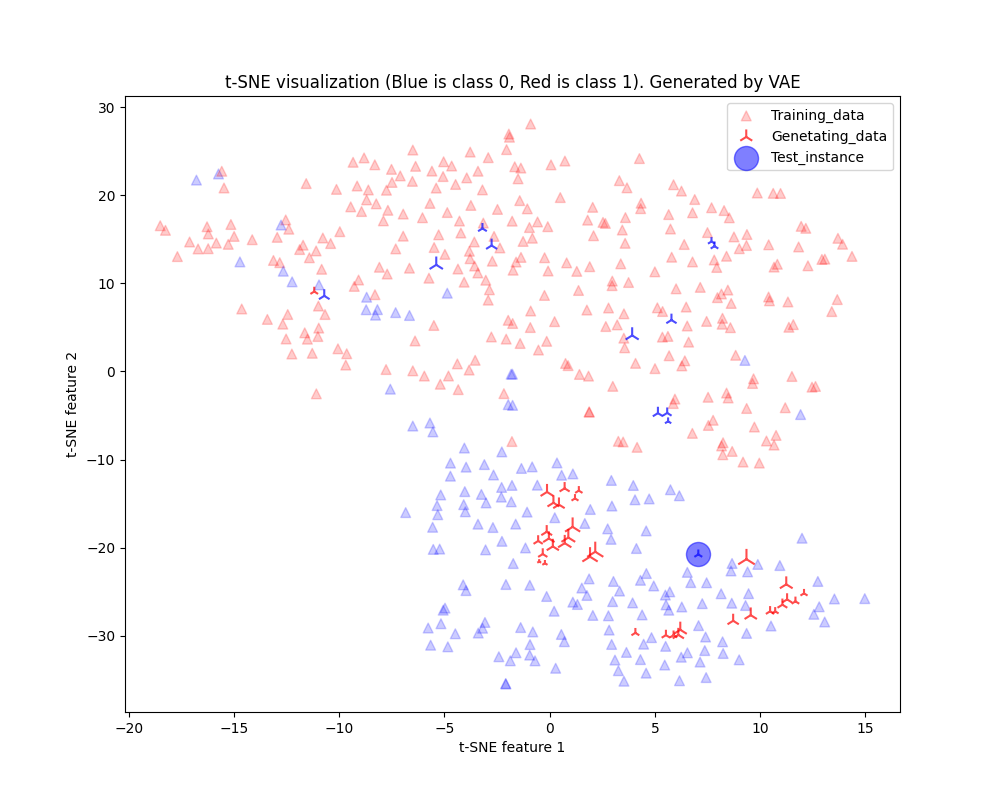 t-SNE visualization (Blue is class 0, Red is class 1). Generated by VAE
Training_data
Genetating_data
Test_instance
t-SNE feature 2
30
20
10
0
−10
−20
−30
−20
−15
−10
−5
0
5
10
15
t-SNE feature 1